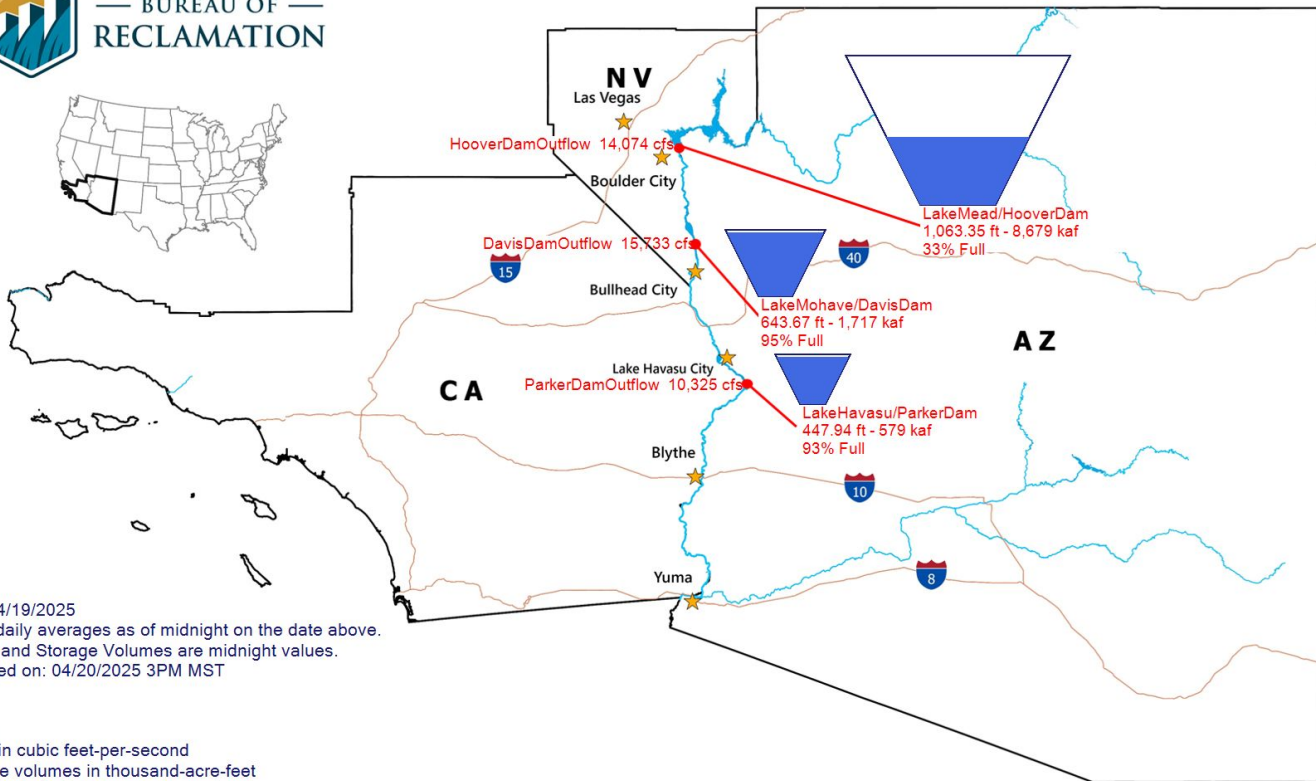 BUREAU OF
RECLAMATION
NV
Las Vegas
HooverDamOutflow 14,074 cfs
Boulder City
LakeMead/HooverDam
1,063.35 ft - 8,679 kaf
33% Full
DavisDamOutflow 15,733 cfs
40
15
Bullhead City
LakeMohave/DavisDam
643.67 ft - 1,717 kaf
95% Full
AZ
Lake Havasu City
CA
ParkerDamOutflow 10,325 cfs
LakeHavasu/ParkerDam
447.94 ft - 579 kaf
93% Full
Blythe
10
8
Yuma
4/19/2025
daily averages as of midnight on the date above.
and Storage Volumes are midnight values.
ed on: 04/20/2025 3PM MST
in cubic feet-per-second
e volumes in thousand-acre-feet